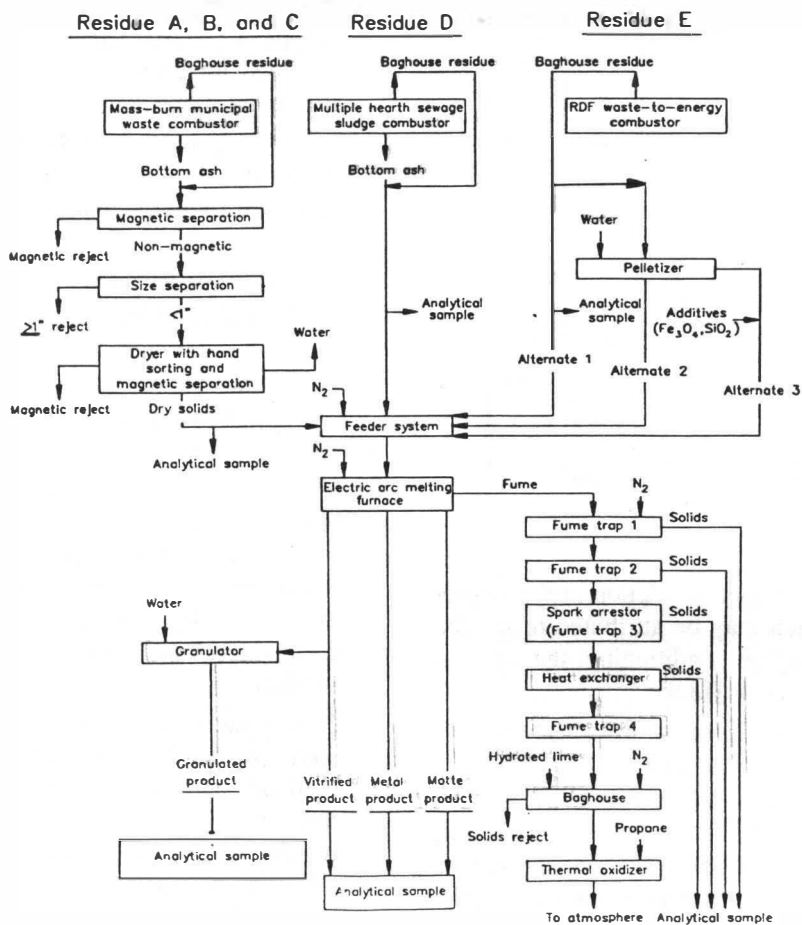 Residue A, B, and C
Residue D
Residue E
Baghouse residue
Baghouse residue
Baghouse residue
Mass-burn municipal
waste combustor
Multiple hearth sewage
sludge combustor
RDF waste-to-energy
combustor
Bottom ash
Bottom ash
Magnetic separation
Magnetic reject
Non-magnetic
Water
Pelletizer
Size separation
≥1" reject
<1"
Analytical
sample
Analytical
sample
Additives
(Fe₃O₄, SiO₂)
Water
Dryer with hand
sorting and
magnetic separation
Alternate 1
Alternate 2
Alternate 3
Magnetic reject
Dry solids
N₂
Feeder system
Analytical sample
N₂
Electric arc melting
furnace
Fume
N₂
Fume trap 1
Solids
Fume trap 2
Solids
Water
Spark arrestor
(Fume trap 3)
Solids
Granulator
Heat exchanger
Solids
Fume trap 4
Granulated
product
Vitrified
product
Metal
product
Matte
product
Hydrated lime
N₂
Baghouse
Solids reject
Propane
Analytical sample
Analytical sample
Thermal oxidizer
To atmosphere
Analytical sample